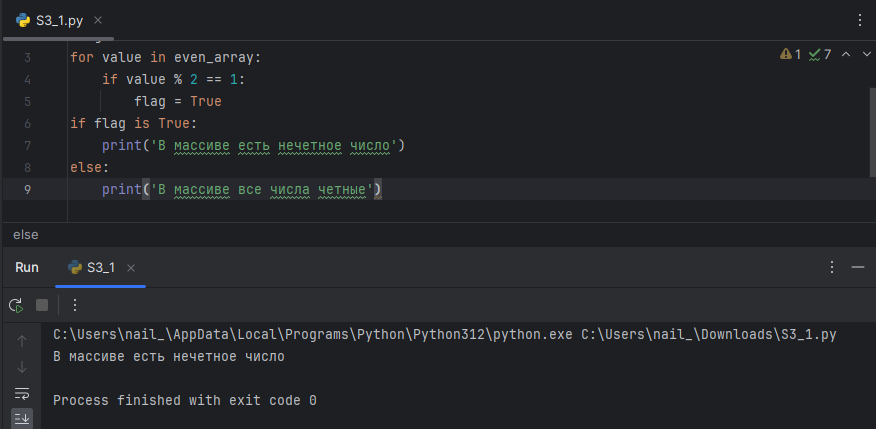 S3_1.py
1 7
3 for value in even_array:
4 if value % 2 == 1:
5 flag = True
6 if flag is True:
7 print('В массиве есть нечетное число')
8 else:
9 print('В массиве все числа четные')
else
Run S3_1
C:\Users\nail_\AppData\Local\Programs\Python\Python312\python.exe C:\Users\nail_\Downloads\S3_1.py
В массиве есть нечетное число
Process finished with exit code 0